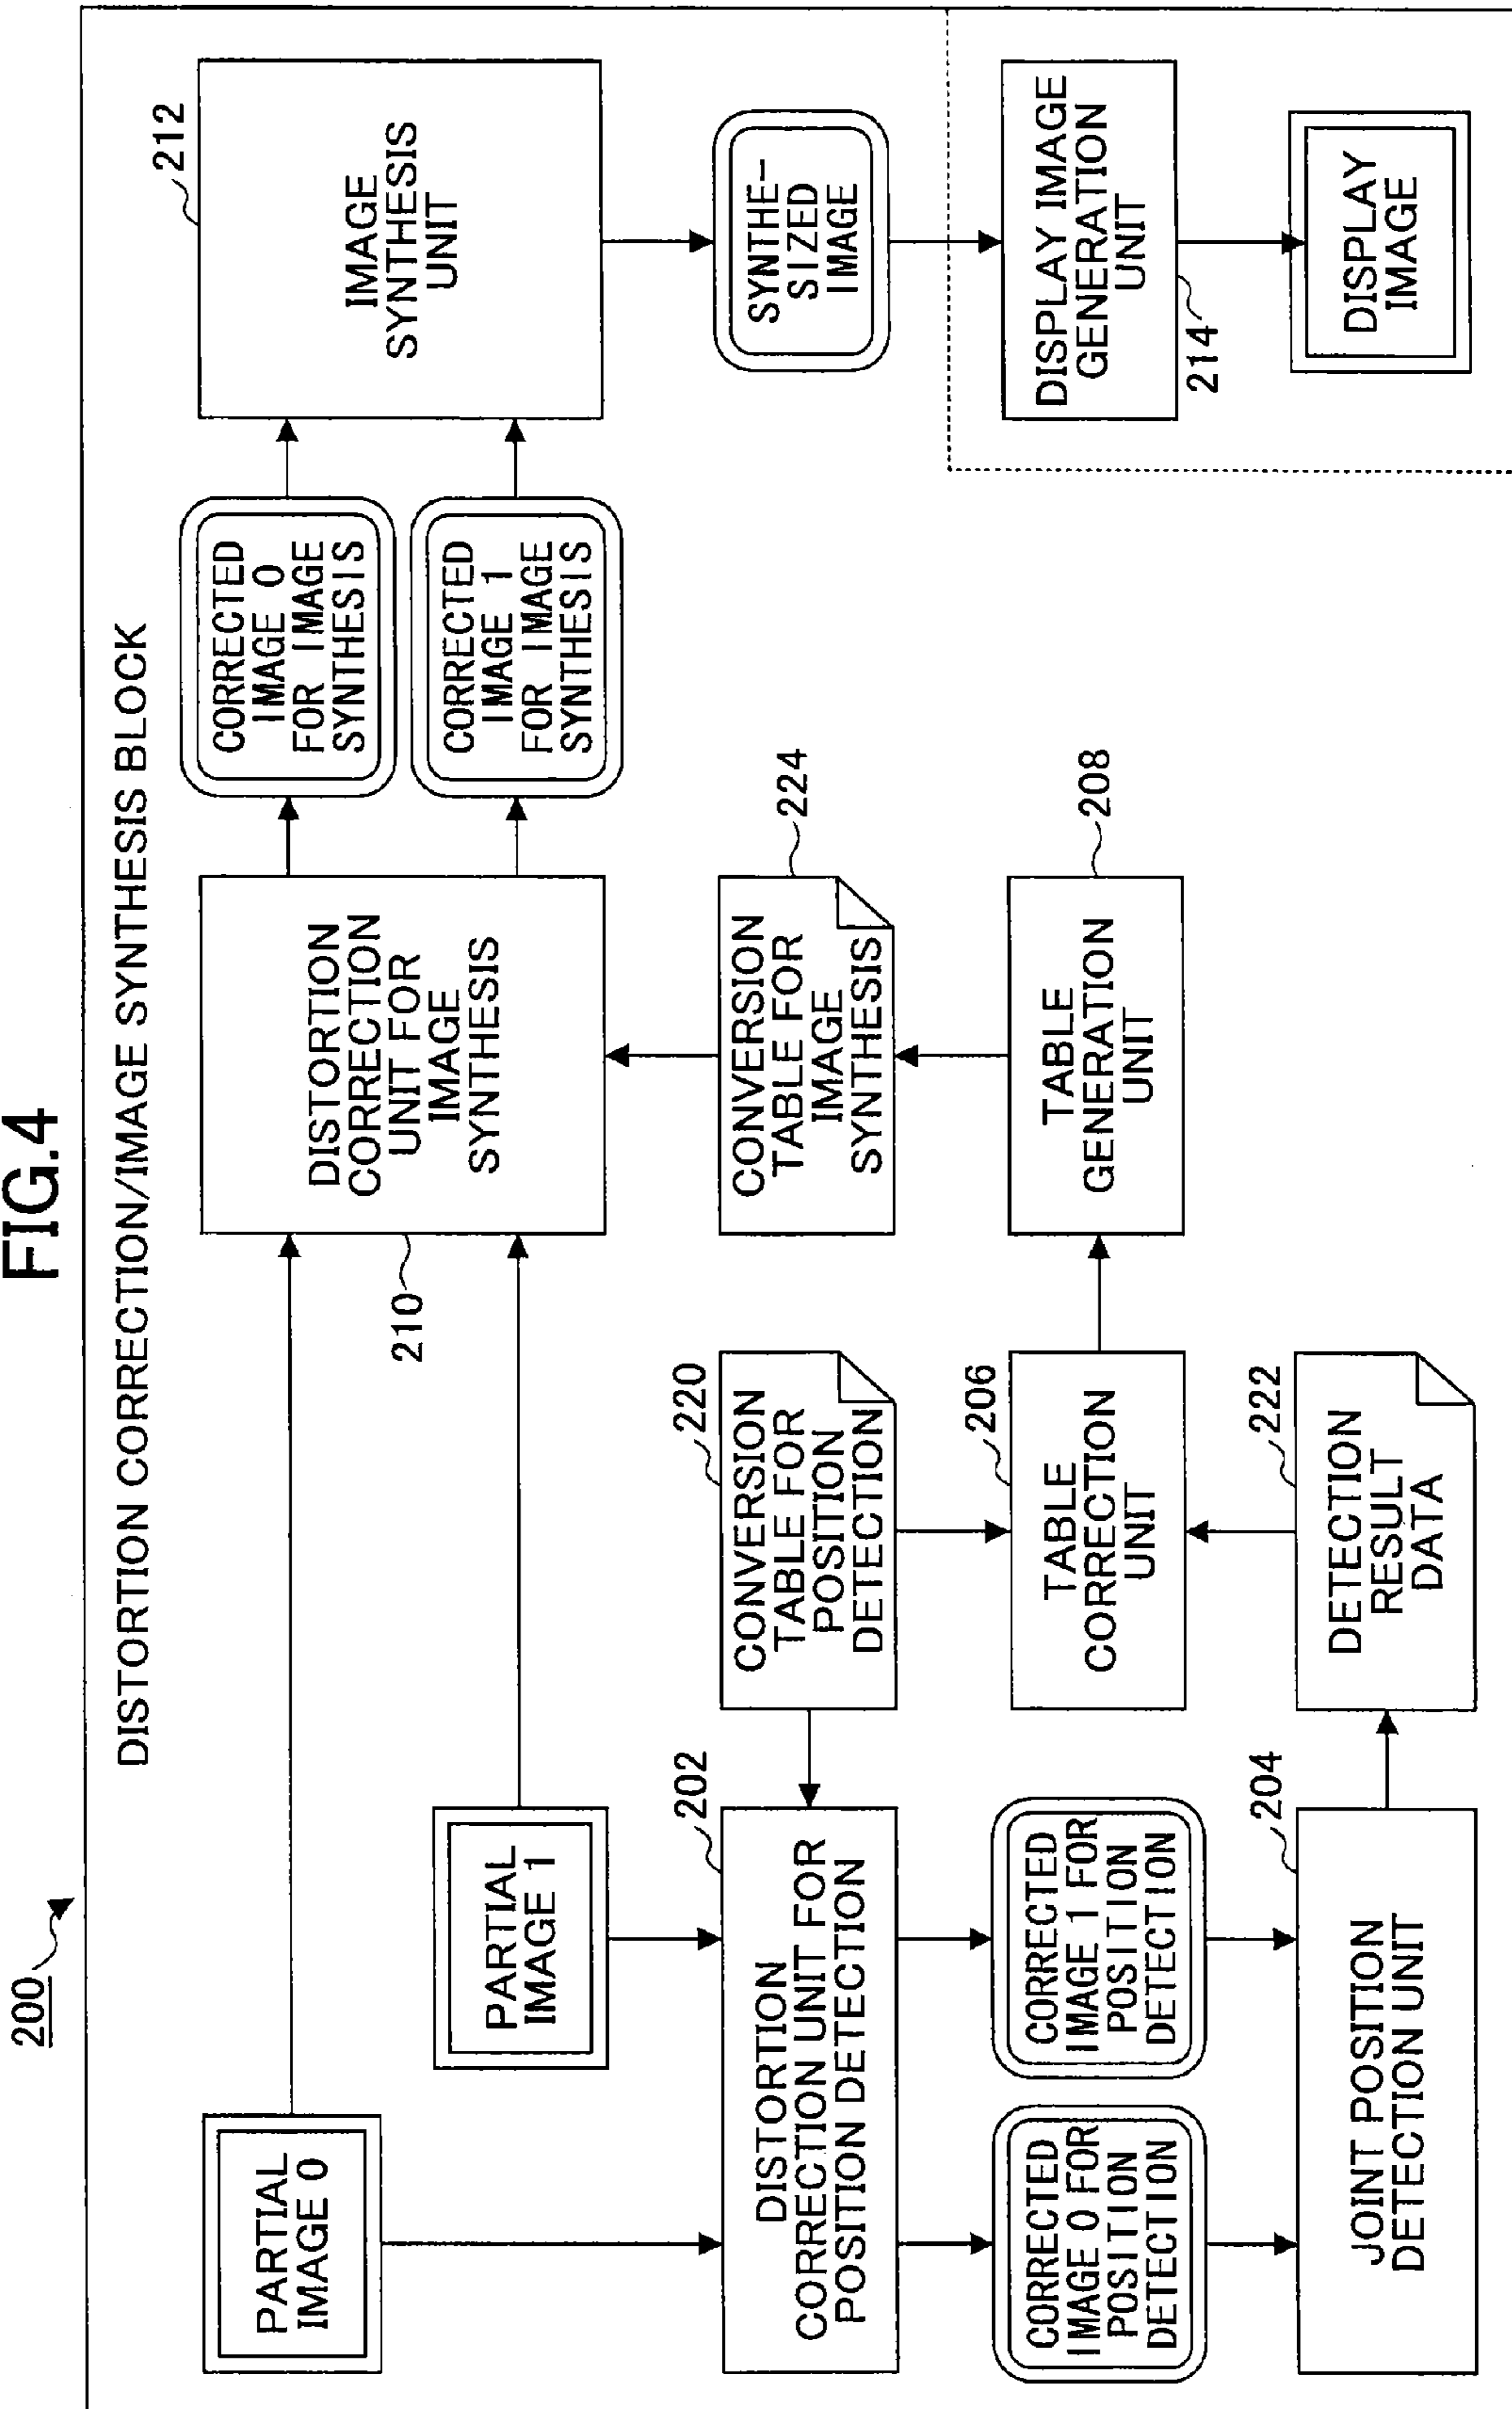 FIG.4
200
DISTORTION CORRECTION/IMAGE SYNTHESIS BLOCK
PARTIAL
IMAGE 0
PARTIAL
IMAGE 1
202
DISTORTION
CORRECTION UNIT FOR
POSITION DETECTION
CORRECTED
IMAGE 0 FOR
POSITION
DETECTION
CORRECTED
IMAGE 1 FOR
POSITION
DETECTION
204
JOINT POSITION
DETECTION UNIT
220
CONVERSION
TABLE FOR
POSITION
DETECTION
206
TABLE
CORRECTION
UNIT
222
DETECTION
RESULT
DATA
210
DISTORTION
CORRECTION
UNIT FOR
IMAGE
SYNTHESIS
224
CONVERSION
TABLE FOR
IMAGE
SYNTHESIS
208
TABLE
GENERATION
UNIT
CORRECTED
IMAGE 0
FOR IMAGE
SYNTHESIS
CORRECTED
IMAGE 1
FOR IMAGE
SYNTHESIS
212
IMAGE
SYNTHESIS
UNIT
SYNTHE-
SIZED
IMAGE
DISPLAY IMAGE
GENERATION
UNIT
214
DISPLAY
IMAGE